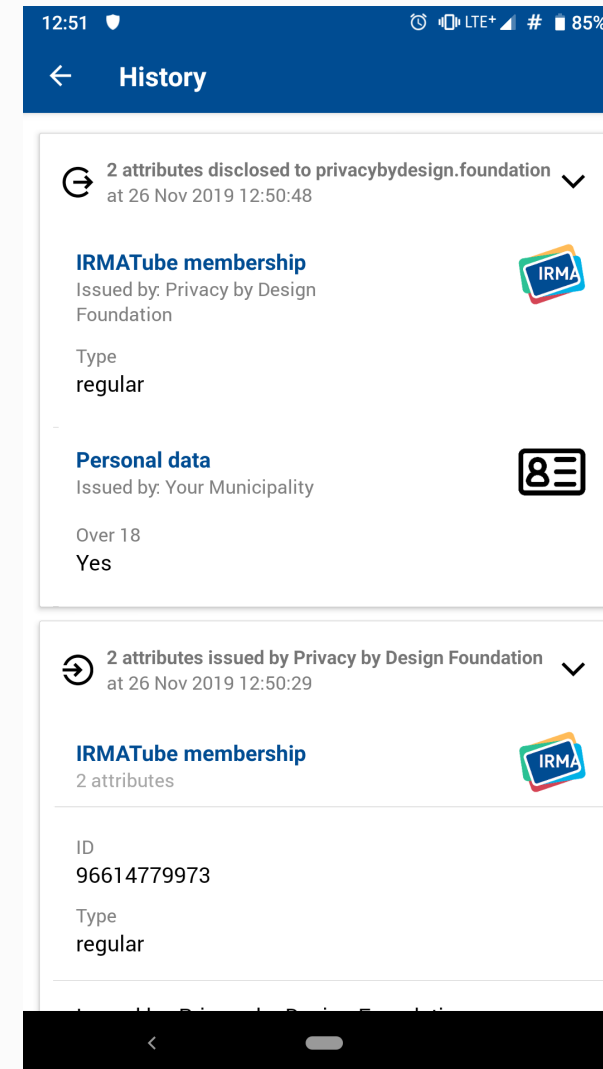 12:51 LTE+ # 85%
History
2 attributes disclosed to privacybydesign.foundation
at 26 Nov 2019 12:50:48
IRMATube membership
IRMA
Issued by: Privacy by Design
Foundation
Type
regular
Personal data
Issued by: Your Municipality
Over 18
Yes
2 attributes issued by Privacy by Design Foundation
at 26 Nov 2019 12:50:29
IRMATube membership
IRMA
2 attributes
ID
96614779973
Type
regular